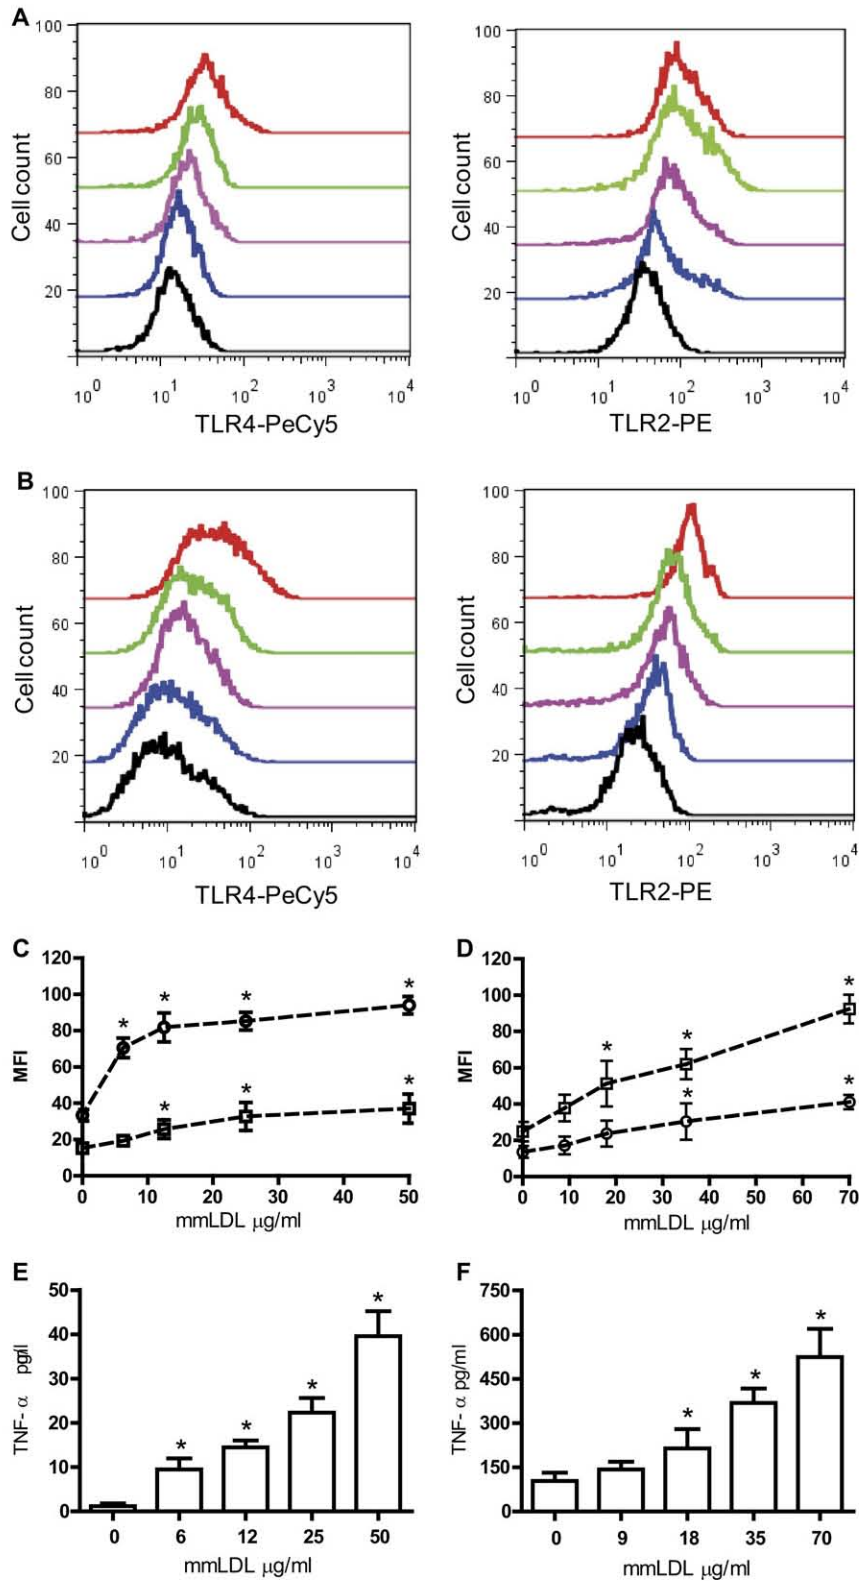 A
100
80
60
40
20
Cell count
10^0 10^1 10^2 10^3 10^4
TLR4-PeCy5
100
80
60
40
20
Cell count
10^0 10^1 10^2 10^3 10^4
TLR2-PE
B
100
80
60
40
20
Cell count
10^0 10^1 10^2 10^3 10^4
TLR4-PeCy5
100
80
60
40
20
Cell count
10^0 10^1 10^2 10^3 10^4
TLR2-PE
C
120
100
80
60
40
20
0
MFI
* * * *
* * *
0 10 20 30 40 50
mmLDL μg/ml
D
120
100
80
60
40
20
0
MFI
* * *
* *
0 10 20 30 40 50 60 70
mmLDL μg/ml
E
50
40
30
20
10
0
TNF- α pg/l
* * * *
0 6 12 25 50
mmLDL μg/ml
F
750
600
450
300
150
0
TNF- α pg/ml
* * *
0 9 18 35 70
mmLDL μg/ml